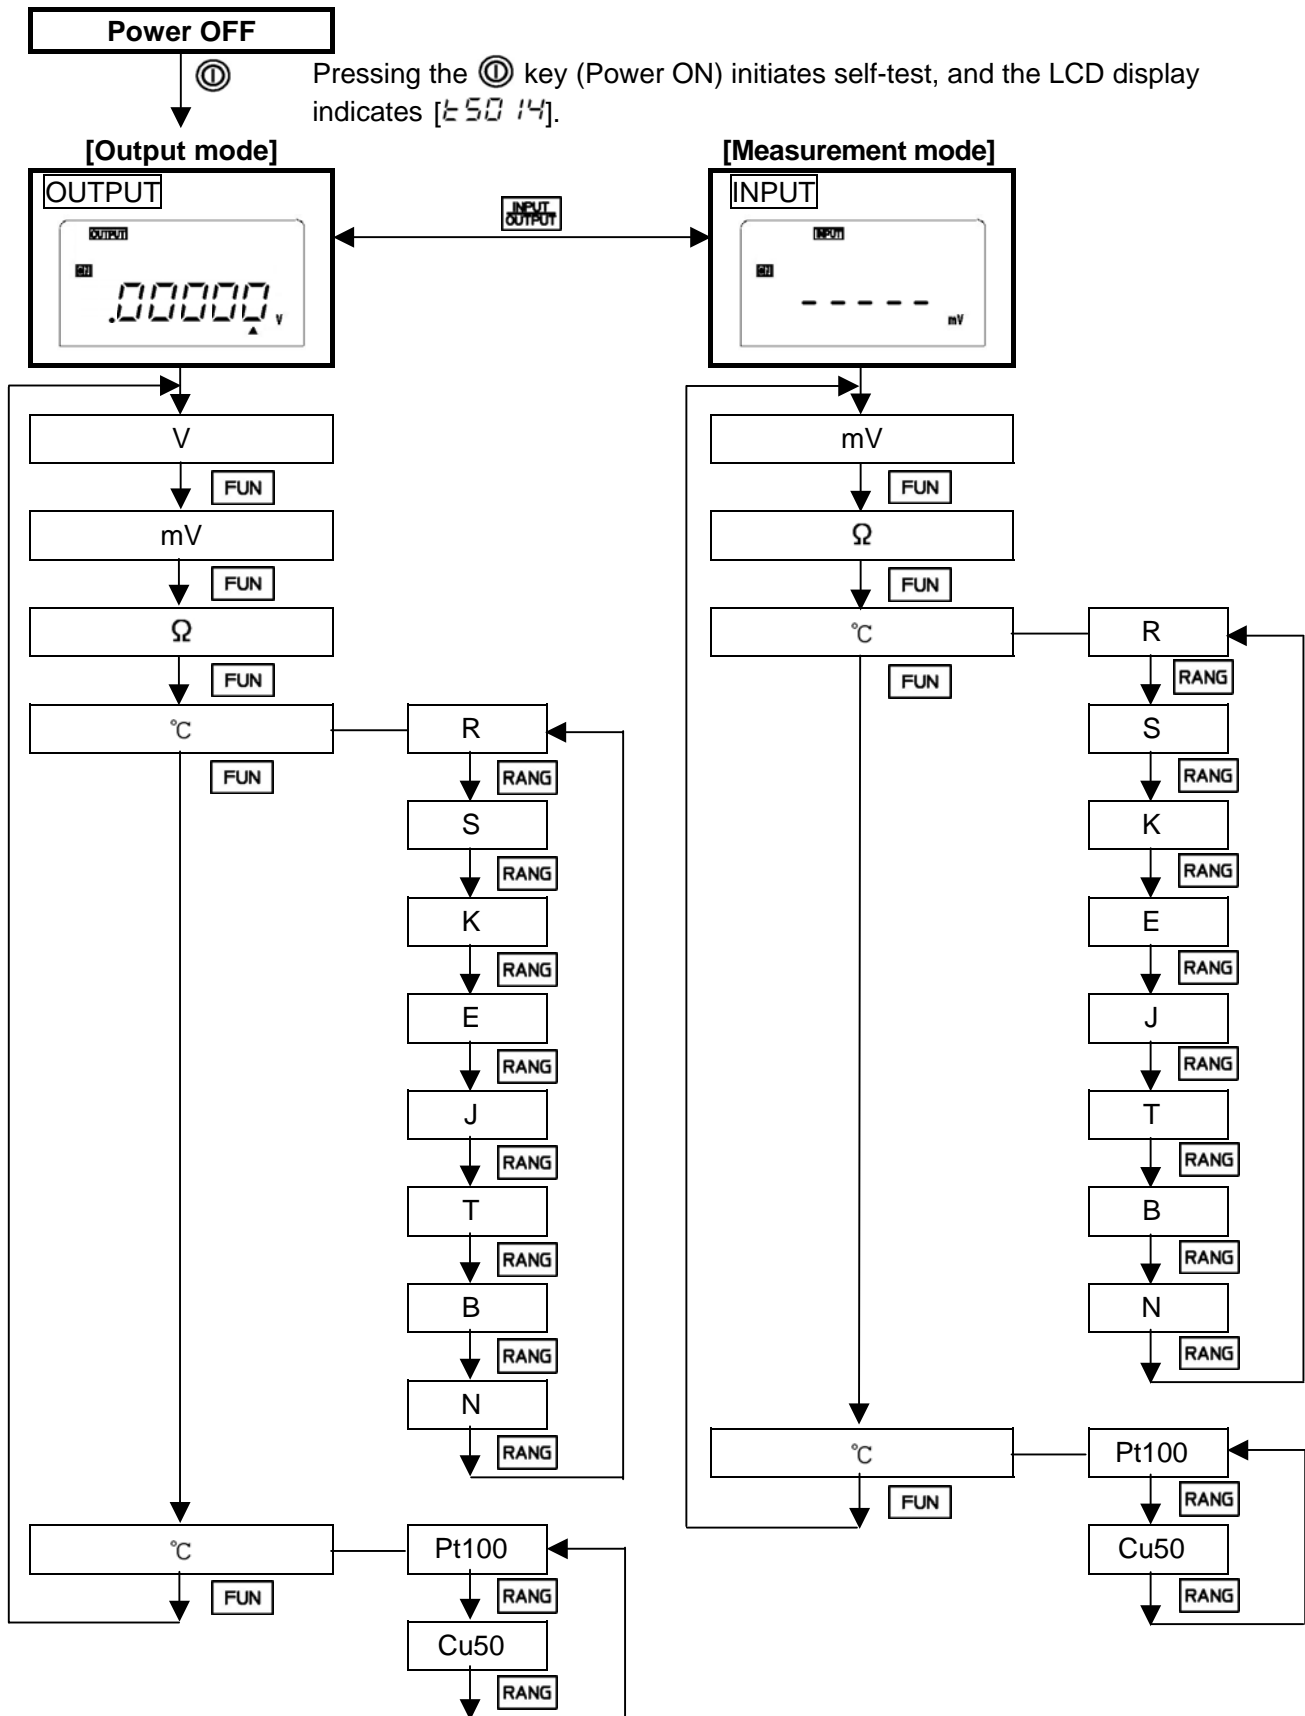 Power OFF
Pressing the key (Power ON) initiates self-test, and the LCD display
indicates [t5014].
[Output mode]
OUTPUT
OUTPUT
.00000 V
INPUT
OUTPUT
[Measurement mode]
INPUT
INPUT
- - - - -
mV
V
FUN
mV
FUN
Ω
FUN
℃
FUN
R
RANG
S
RANG
K
RANG
E
RANG
J
RANG
T
RANG
B
RANG
N
RANG
℃
FUN
Pt100
RANG
Cu50
RANG
mV
FUN
Ω
FUN
℃
FUN
R
RANG
S
RANG
K
RANG
E
RANG
J
RANG
T
RANG
B
RANG
N
RANG
℃
FUN
Pt100
RANG
Cu50
RANG